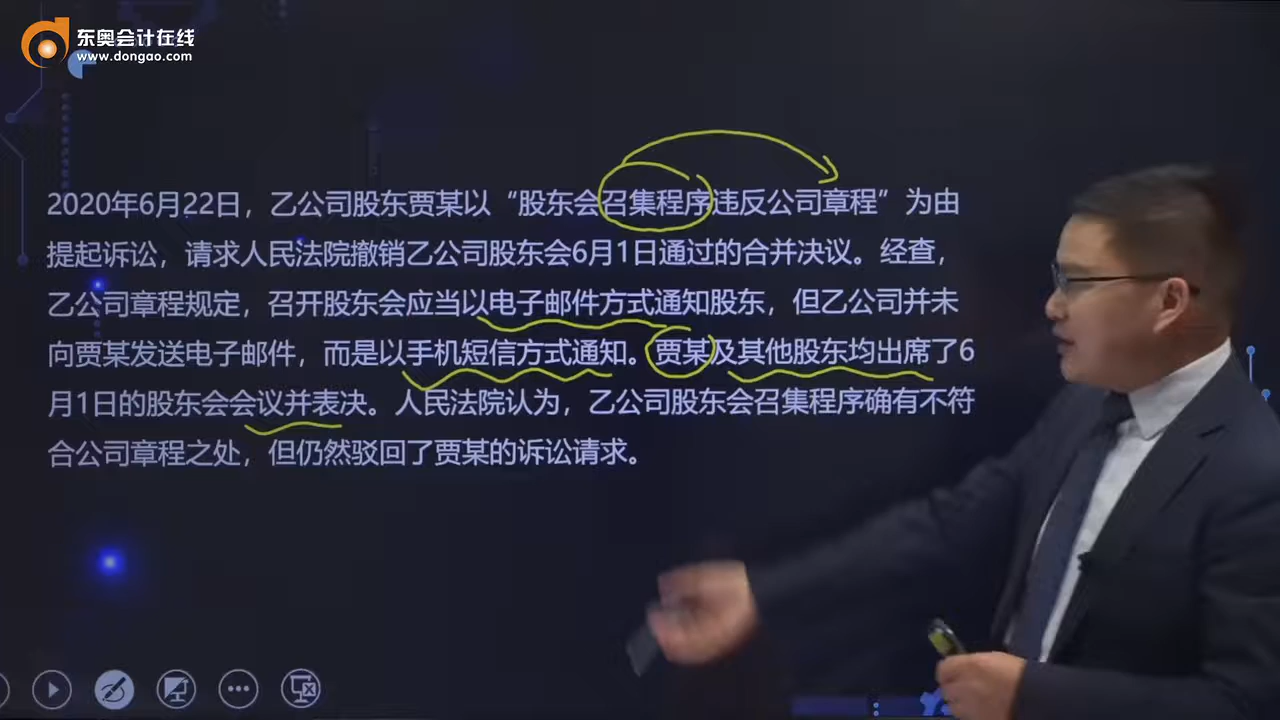 东奥会计在线
www.dongao.com
2020年6月22日，乙公司股东贾某以“股东会召集程序违反公司章程”为由
提起诉讼，请求人民法院撤销乙公司股东会6月1日通过的合并决议。经查，
乙公司章程规定，召开股东会应当以电子邮件方式通知股东，但乙公司并未
向贾某发送电子邮件，而是以手机短信方式通知。贾某及其他股东均出席了6
月1日的股东会会议并表决。人民法院认为，乙公司股东会召集程序确有不符
合公司章程之处，但仍然驳回了贾某的诉讼请求。